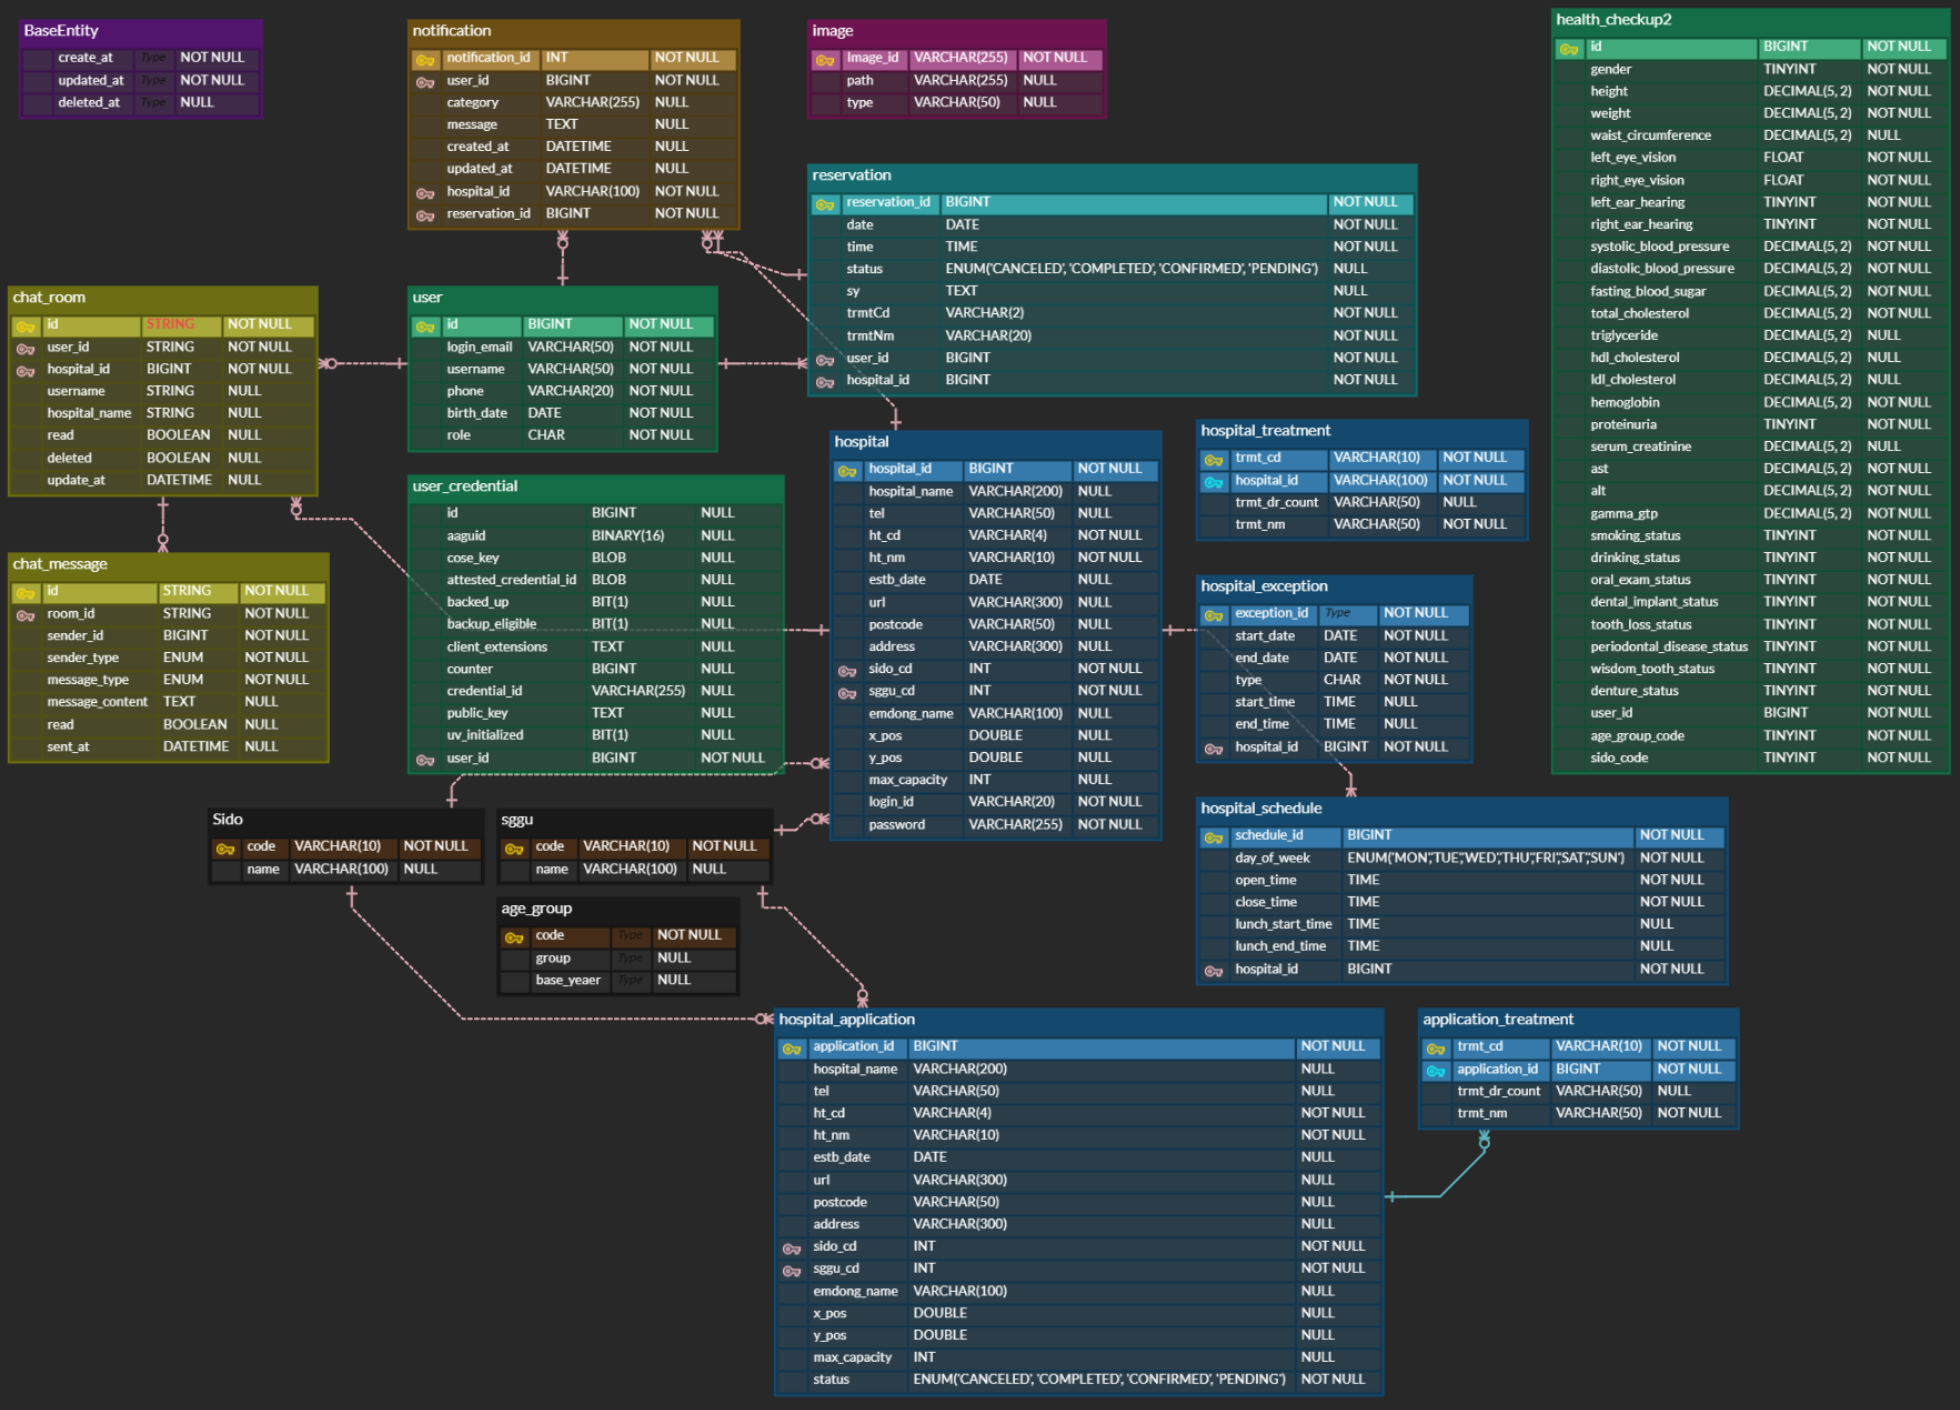 BaseEntity
create_at Type NOT NULL
updated_at Type NOT NULL
deleted_at Type NULL
notification
notification_id INT NOT NULL
user_id BIGINT NOT NULL
category VARCHAR(255) NULL
message TEXT NULL
created_at DATETIME NULL
updated_at DATETIME NULL
hospital_id VARCHAR(100) NOT NULL
reservation_id BIGINT NOT NULL
image
Image_id VARCHAR(255) NOT NULL
path VARCHAR(255) NULL
type VARCHAR(50) NULL
health_checkup2
id BIGINT NOT NULL
gender TINYINT NOT NULL
height DECIMAL(5, 2) NOT NULL
weight DECIMAL(5, 2) NOT NULL
waist_circumference DECIMAL(5, 2) NULL
left_eye_vision FLOAT NOT NULL
right_eye_vision FLOAT NOT NULL
left_ear_hearing TINYINT NOT NULL
right_ear_hearing TINYINT NOT NULL
systolic_blood_pressure DECIMAL(5, 2) NOT NULL
diastolic_blood_pressure DECIMAL(5, 2) NOT NULL
fasting_blood_sugar DECIMAL(5, 2) NOT NULL
total_cholesterol DECIMAL(5, 2) NOT NULL
triglyceride DECIMAL(5, 2) NULL
hdl_cholesterol DECIMAL(5, 2) NULL
ldl_cholesterol DECIMAL(5, 2) NULL
hemoglobin DECIMAL(5, 2) NOT NULL
proteinuria TINYINT NOT NULL
serum_creatinine DECIMAL(5, 2) NULL
ast DECIMAL(5, 2) NOT NULL
alt DECIMAL(5, 2) NOT NULL
gamma_gtp DECIMAL(5, 2) NOT NULL
smoking_status TINYINT NOT NULL
drinking_status TINYINT NOT NULL
oral_exam_status TINYINT NOT NULL
dental_implant_status TINYINT NOT NULL
tooth_loss_status TINYINT NOT NULL
periodontal_disease_status TINYINT NOT NULL
wisdom_tooth_status TINYINT NOT NULL
denture_status TINYINT NOT NULL
user_id BIGINT NOT NULL
age_group_code TINYINT NOT NULL
sido_code TINYINT NOT NULL
reservation
reservation_id BIGINT NOT NULL
date DATE NOT NULL
time TIME NOT NULL
status ENUM('CANCELED', 'COMPLETED', 'CONFIRMED', 'PENDING') NULL
sy TEXT NULL
trmtCd VARCHAR(2) NOT NULL
trmtNm VARCHAR(20) NOT NULL
user_id BIGINT NOT NULL
hospital_id BIGINT NOT NULL
chat_room
id STRING NOT NULL
user_id STRING NOT NULL
hospital_id BIGINT NOT NULL
username STRING NULL
hospital_name STRING NULL
read BOOLEAN NULL
deleted BOOLEAN NULL
update_at DATETIME NULL
user
id BIGINT NOT NULL
login_email VARCHAR(50) NOT NULL
username VARCHAR(50) NOT NULL
phone VARCHAR(20) NOT NULL
birth_date DATE NOT NULL
role CHAR NOT NULL
hospital
hospital_id BIGINT NOT NULL
hospital_name VARCHAR(200) NULL
tel VARCHAR(50) NULL
ht_cd VARCHAR(4) NOT NULL
ht_nm VARCHAR(10) NOT NULL
estb_date DATE NULL
url VARCHAR(300) NULL
postcode VARCHAR(50) NULL
address VARCHAR(300) NULL
sido_cd INT NOT NULL
sggu_cd INT NOT NULL
emdong_name VARCHAR(100) NULL
x_pos DOUBLE NULL
y_pos DOUBLE NULL
max_capacity INT NULL
login_id VARCHAR(20) NOT NULL
password VARCHAR(255) NOT NULL
hospital_treatment
trmt_cd VARCHAR(10) NOT NULL
hospital_id VARCHAR(100) NOT NULL
trmt_dr_count VARCHAR(50) NULL
trmt_nm VARCHAR(50) NOT NULL
user_credential
id BIGINT NULL
aaguid BINARY(16) NULL
cose_key BLOB NULL
attested_credential_id BLOB NULL
backed_up BIT(1) NULL
backup_eligible BIT(1) NULL
client_extensions TEXT NULL
counter BIGINT NULL
credential_id VARCHAR(255) NULL
public_key TEXT NULL
uv_initialized BIT(1) NULL
user_id BIGINT NOT NULL
chat_message
id STRING NOT NULL
room_id STRING NOT NULL
sender_id BIGINT NOT NULL
sender_type ENUM NOT NULL
message_type ENUM NOT NULL
message_content TEXT NULL
read BOOLEAN NULL
sent_at DATETIME NULL
hospital_exception
exception_id Type NOT NULL
start_date DATE NOT NULL
end_date DATE NOT NULL
type CHAR NOT NULL
start_time TIME NULL
end_time TIME NULL
hospital_id BIGINT NOT NULL
hospital_schedule
schedule_id BIGINT NOT NULL
day_of_week ENUM('MON','TUE','WED','THU','FRI','SAT','SUN') NOT NULL
open_time TIME NOT NULL
close_time TIME NOT NULL
lunch_start_time TIME NULL
lunch_end_time TIME NULL
hospital_id BIGINT NOT NULL
Sido
code VARCHAR(10) NOT NULL
name VARCHAR(100) NULL
sggu
code VARCHAR(10) NOT NULL
name VARCHAR(100) NULL
age_group
code Type NOT NULL
group Type NULL
base_yeaer Type NULL
hospital_application
application_id BIGINT NOT NULL
hospital_name VARCHAR(200) NULL
tel VARCHAR(50) NULL
ht_cd VARCHAR(4) NOT NULL
ht_nm VARCHAR(10) NOT NULL
estb_date DATE NULL
url VARCHAR(300) NULL
postcode VARCHAR(50) NULL
address VARCHAR(300) NULL
sido_cd INT NOT NULL
sggu_cd INT NOT NULL
emdong_name VARCHAR(100) NULL
x_pos DOUBLE NULL
y_pos DOUBLE NULL
max_capacity INT NULL
status ENUM('CANCELED', 'COMPLETED', 'CONFIRMED', 'PENDING') NOT NULL
application_treatment
trmt_cd VARCHAR(10) NOT NULL
application_id BIGINT NOT NULL
trmt_dr_count VARCHAR(50) NULL
trmt_nm VARCHAR(50) NOT NULL